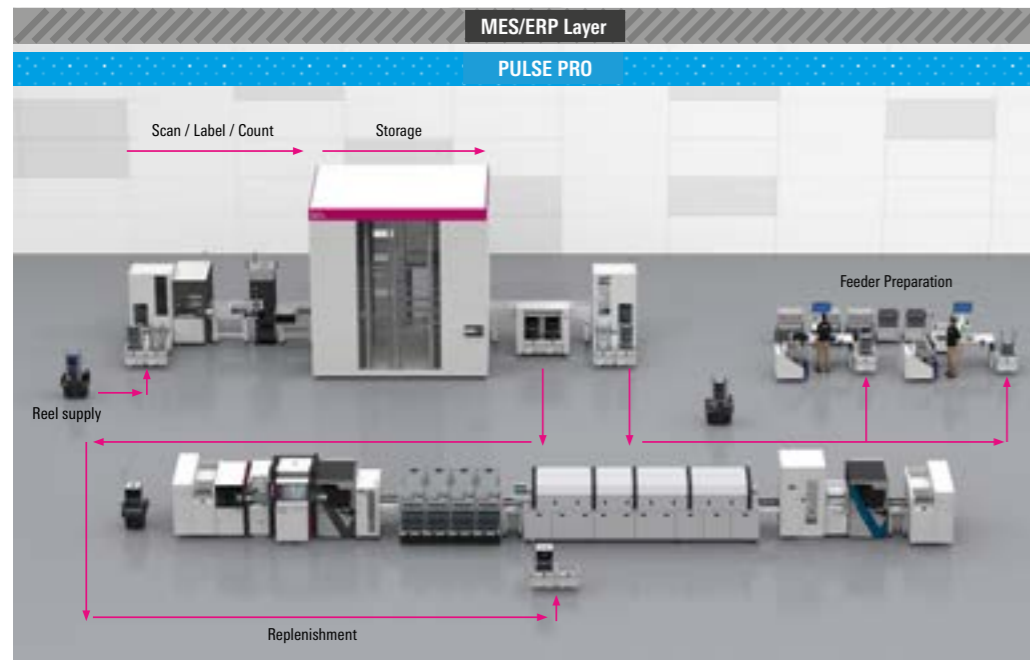 MES/ERP Layer
PULSE PRO
Scan / Label / Count
Storage
Feeder Preparation
Reel supply
Replenishment